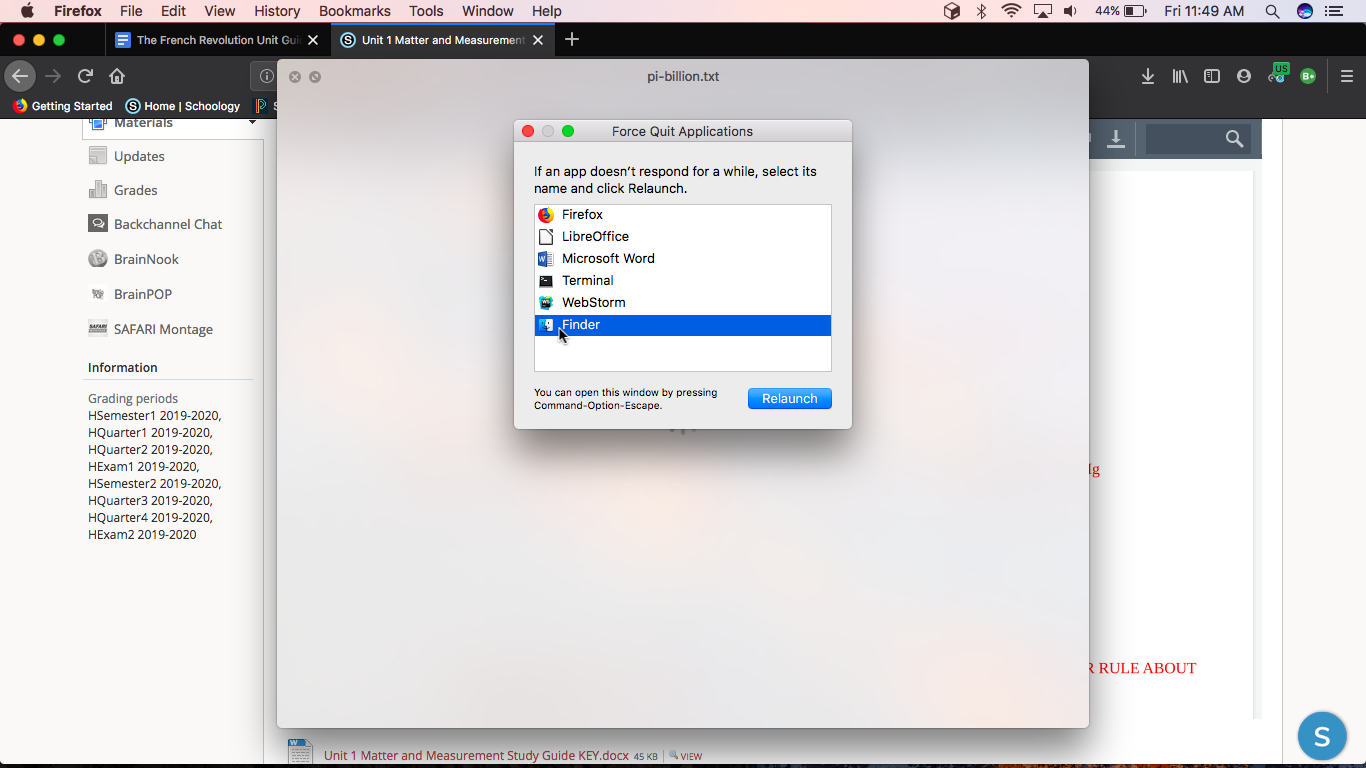 Firefox File Edit View History Bookmarks Tools Window Help 44% Fri 11:49 AM
The French Revolution Unit Gui
Unit 1 Matter and Measurement
Getting Started Home | Schoology
US
B+
pi-billion.txt
Materials
Updates
Grades
Backchannel Chat
BrainNook
BrainPOP
SAFARI Montage
Information
Grading periods
HSemester1 2019-2020,
HQuarter1 2019-2020,
HQuarter2 2019-2020,
HExam1 2019-2020,
HSemester2 2019-2020,
HQuarter3 2019-2020,
HQuarter4 2019-2020,
HExam2 2019-2020
Force Quit Applications
If an app doesn’t respond for a while, select its
name and click Relaunch.
Firefox
LibreOffice
Microsoft Word
Terminal
WebStorm
Finder
You can open this window by pressing
Command-Option-Escape.
Relaunch
RULE ABOUT
Unit 1 Matter and Measurement Study Guide KEY.docx 45 KB VIEW
S